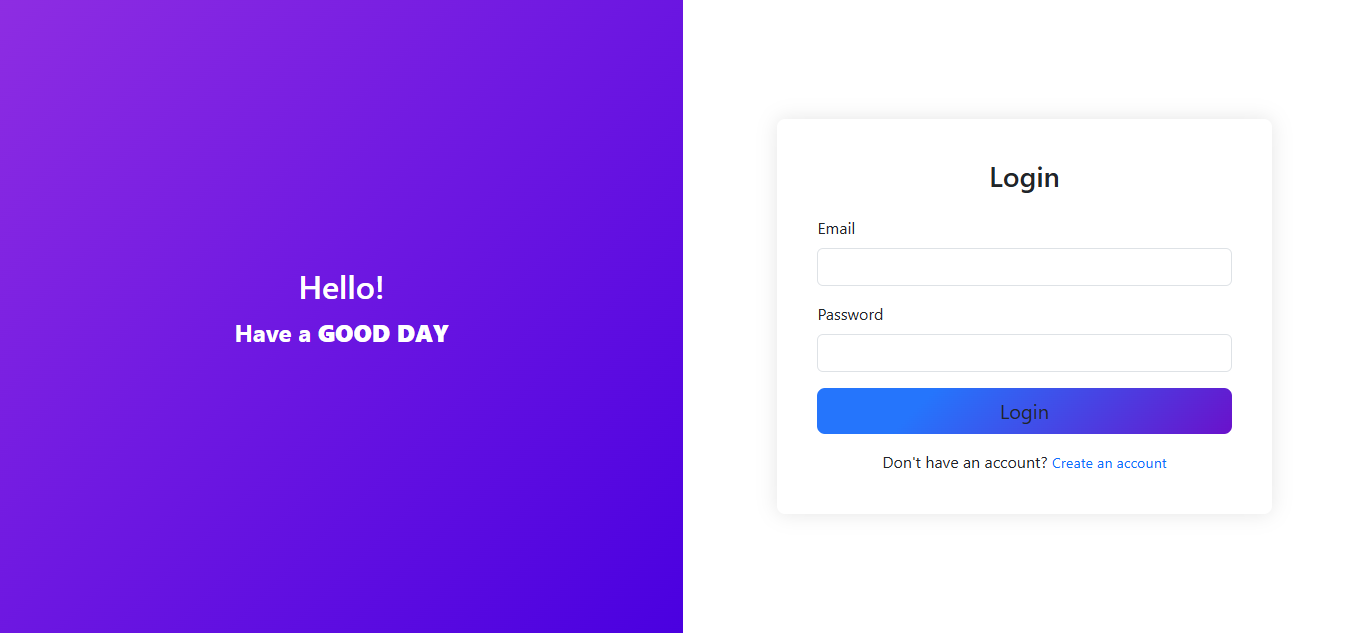 Hello!
Have a GOOD DAY
Login
Email
Password
Login
Don't have an account? Create an account